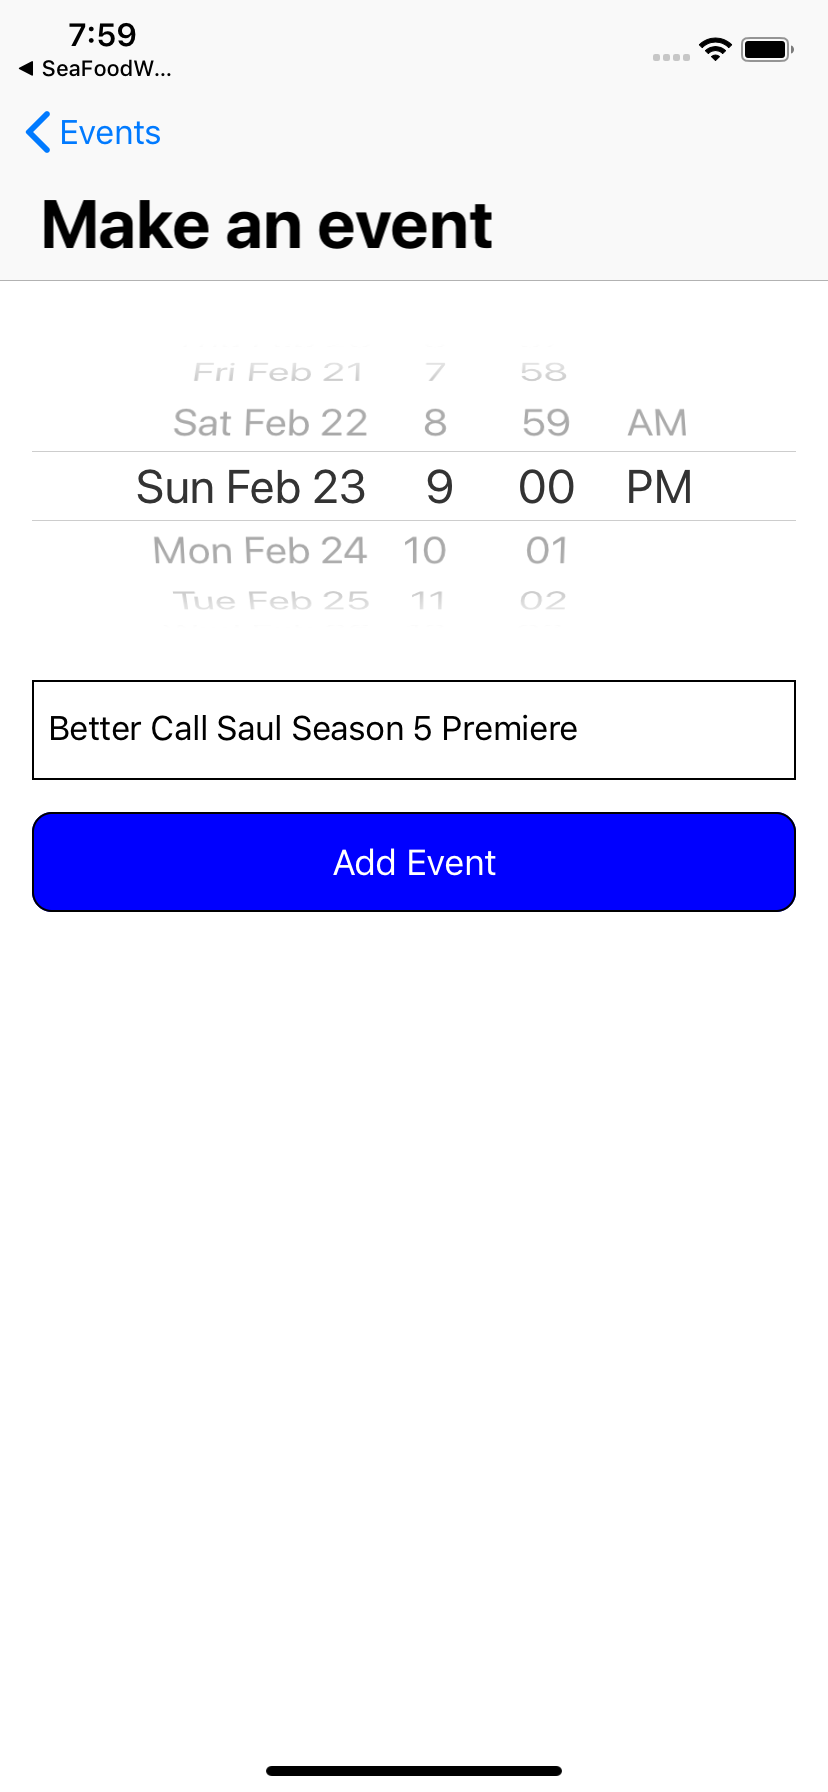 7:59
◀ SeaFoodW...
Events
Make an event
Fri Feb 21 7 58
Sat Feb 22 8 59 AM
Sun Feb 23 9 00 PM
Mon Feb 24 10 01
Tue Feb 25 11 02
Better Call Saul Season 5 Premiere
Add Event